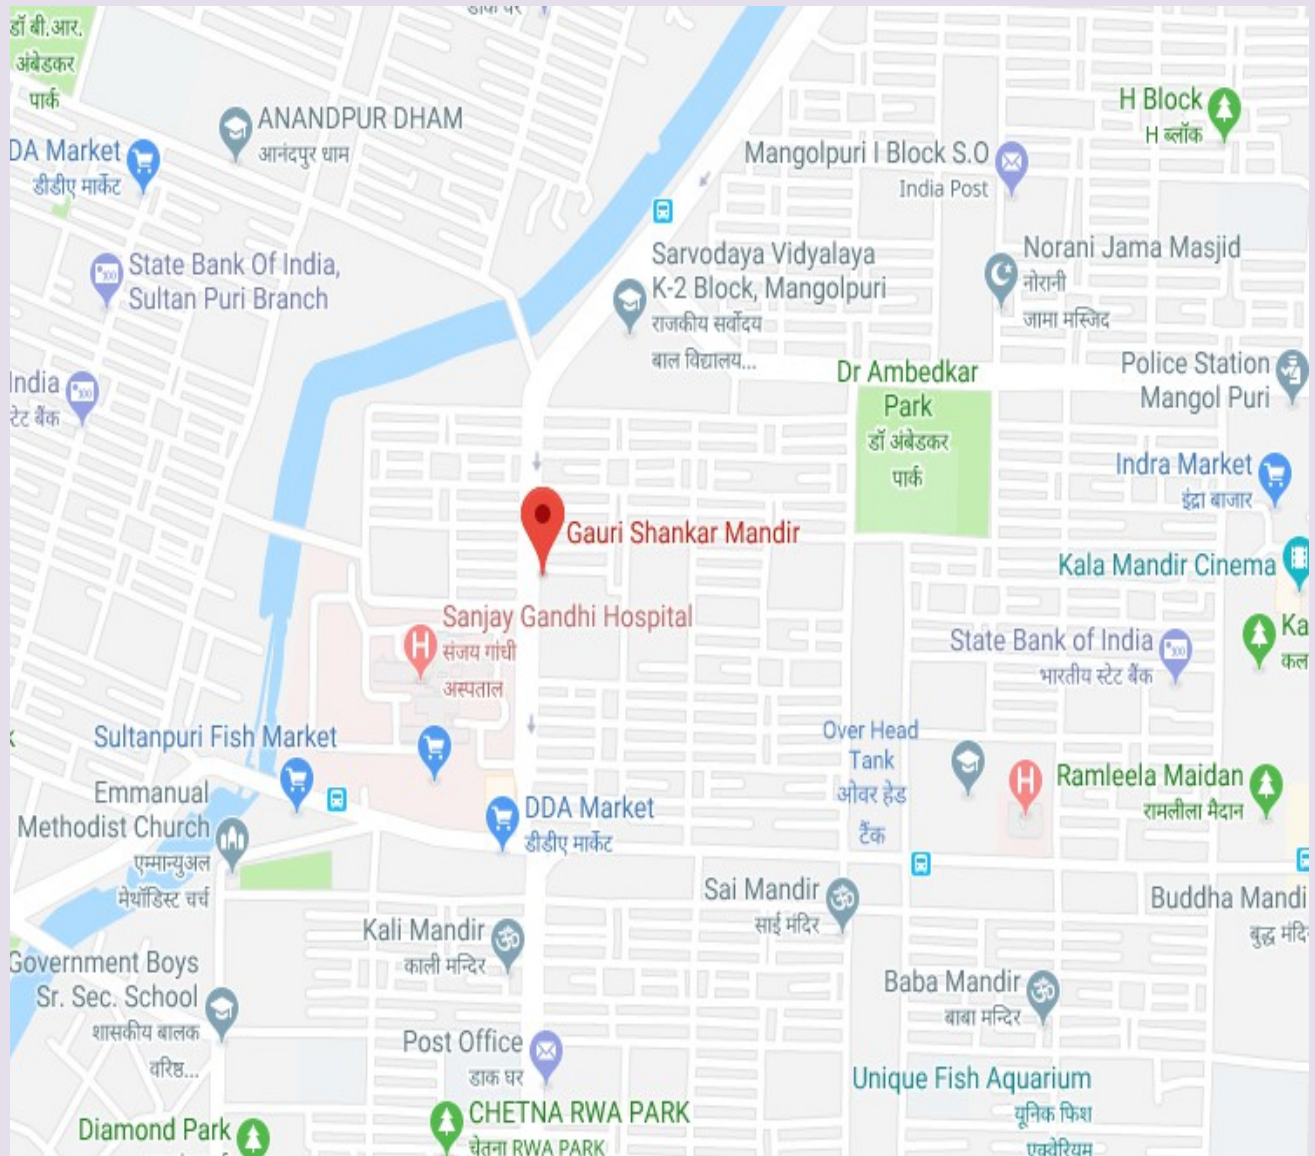 डाक घर
डॉ बी.आर.
अंबेडकर
पार्क
H Block
H ब्लॉक
ANANDPUR DHAM
आनंदपुर धाम
DA Market
डीडीए मार्केट
Mangolpuri I Block S.O
India Post
State Bank Of India,
Sultan Puri Branch
Sarvodaya Vidyalaya
K-2 Block, Mangolpuri
राजकीय सर्वोदय
बाल विद्यालय...
Norani Jama Masjid
नोरानी
जामा मस्जिद
India
स्टेट बैंक
Dr Ambedkar
Park
डॉ अंबेडकर
पार्क
Police Station
Mangol Puri
Indra Market
इंद्रा बाजार
Gauri Shankar Mandir
Kala Mandir Cinema
Sanjay Gandhi Hospital
संजय गांधी
अस्पताल
State Bank of India
भारतीय स्टेट बैंक
Ka
कल
Sultanpuri Fish Market
Over Head
Tank
ओवर हेड
टैंक
Emmanual
Methodist Church
एम्मान्युअल
मेथॉडिस्ट चर्च
DDA Market
डीडीए मार्केट
Ramleela Maidan
रामलीला मैदान
Sai Mandir
साई मंदिर
Buddha Mandi
बुद्ध मंदि
Kali Mandir
काली मन्दिर
Government Boys
Sr. Sec. School
शासकीय बालक
वरिष्ठ...
Baba Mandir
बाबा मन्दिर
Post Office
डाक घर
Unique Fish Aquarium
यूनिक फिश
एक्वेरियम
CHETNA RWA PARK
चेतना RWA PARK
Diamond Park